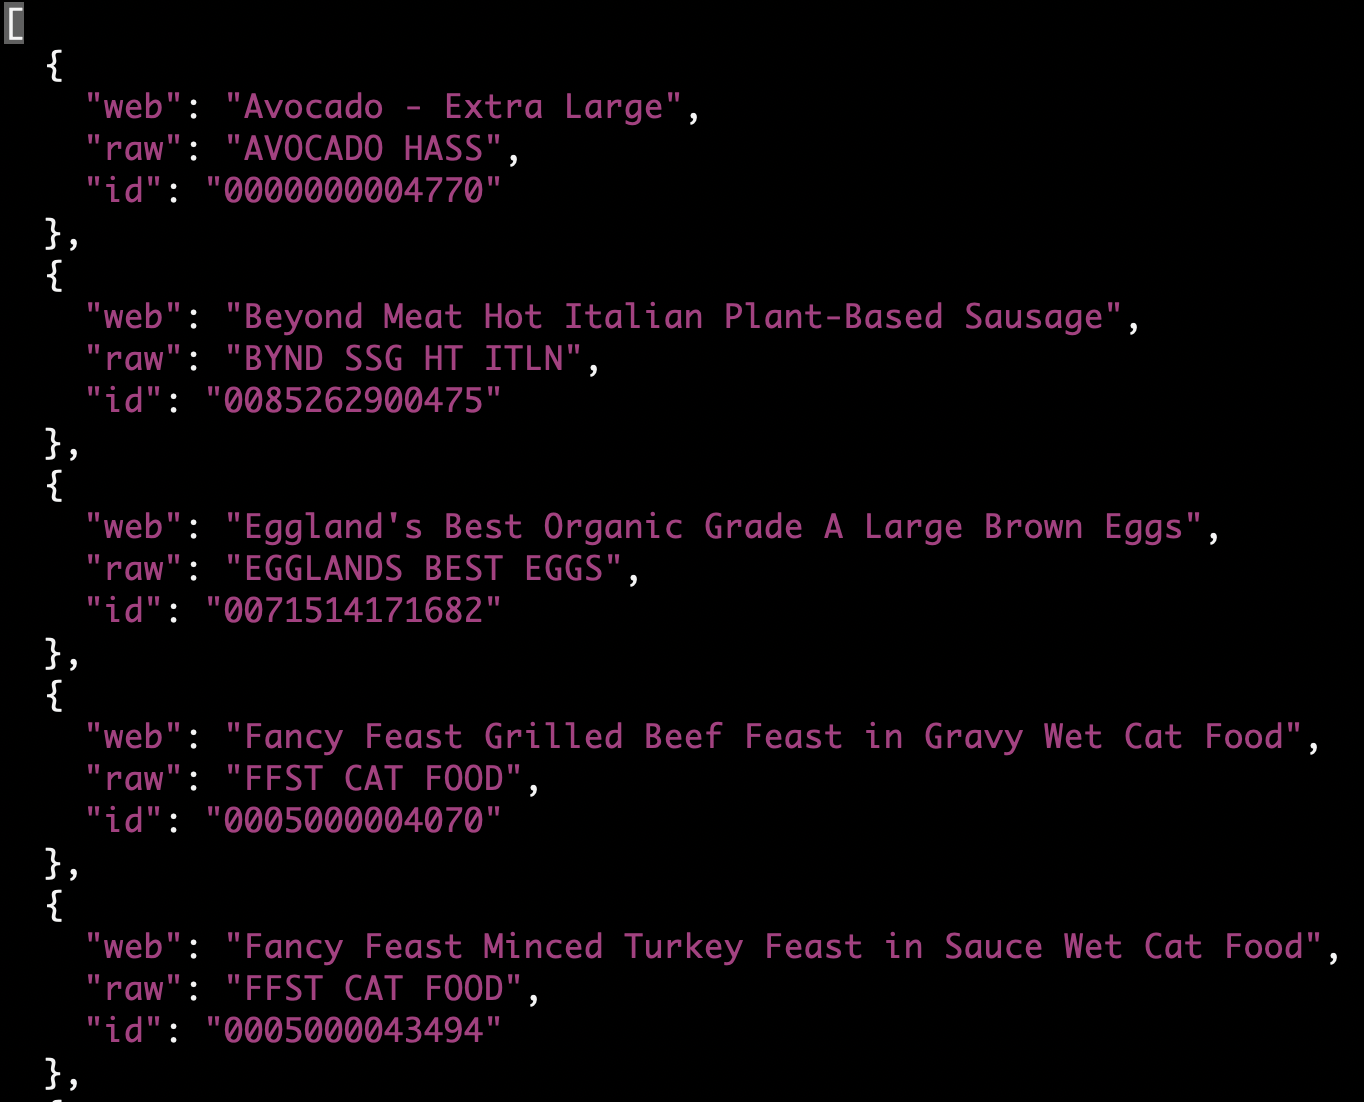 [
  {
    "web": "Avocado - Extra Large",
    "raw": "AVOCADO HASS",
    "id": "0000000004770"
  },
  {
    "web": "Beyond Meat Hot Italian Plant-Based Sausage",
    "raw": "BYND SSG HT ITLN",
    "id": "0085262900475"
  },
  {
    "web": "Eggland's Best Organic Grade A Large Brown Eggs",
    "raw": "EGGLANDS BEST EGGS",
    "id": "0071514171682"
  },
  {
    "web": "Fancy Feast Grilled Beef Feast in Gravy Wet Cat Food",
    "raw": "FFST CAT FOOD",
    "id": "0005000004070"
  },
  {
    "web": "Fancy Feast Minced Turkey Feast in Sauce Wet Cat Food",
    "raw": "FFST CAT FOOD",
    "id": "0005000043494"
  },